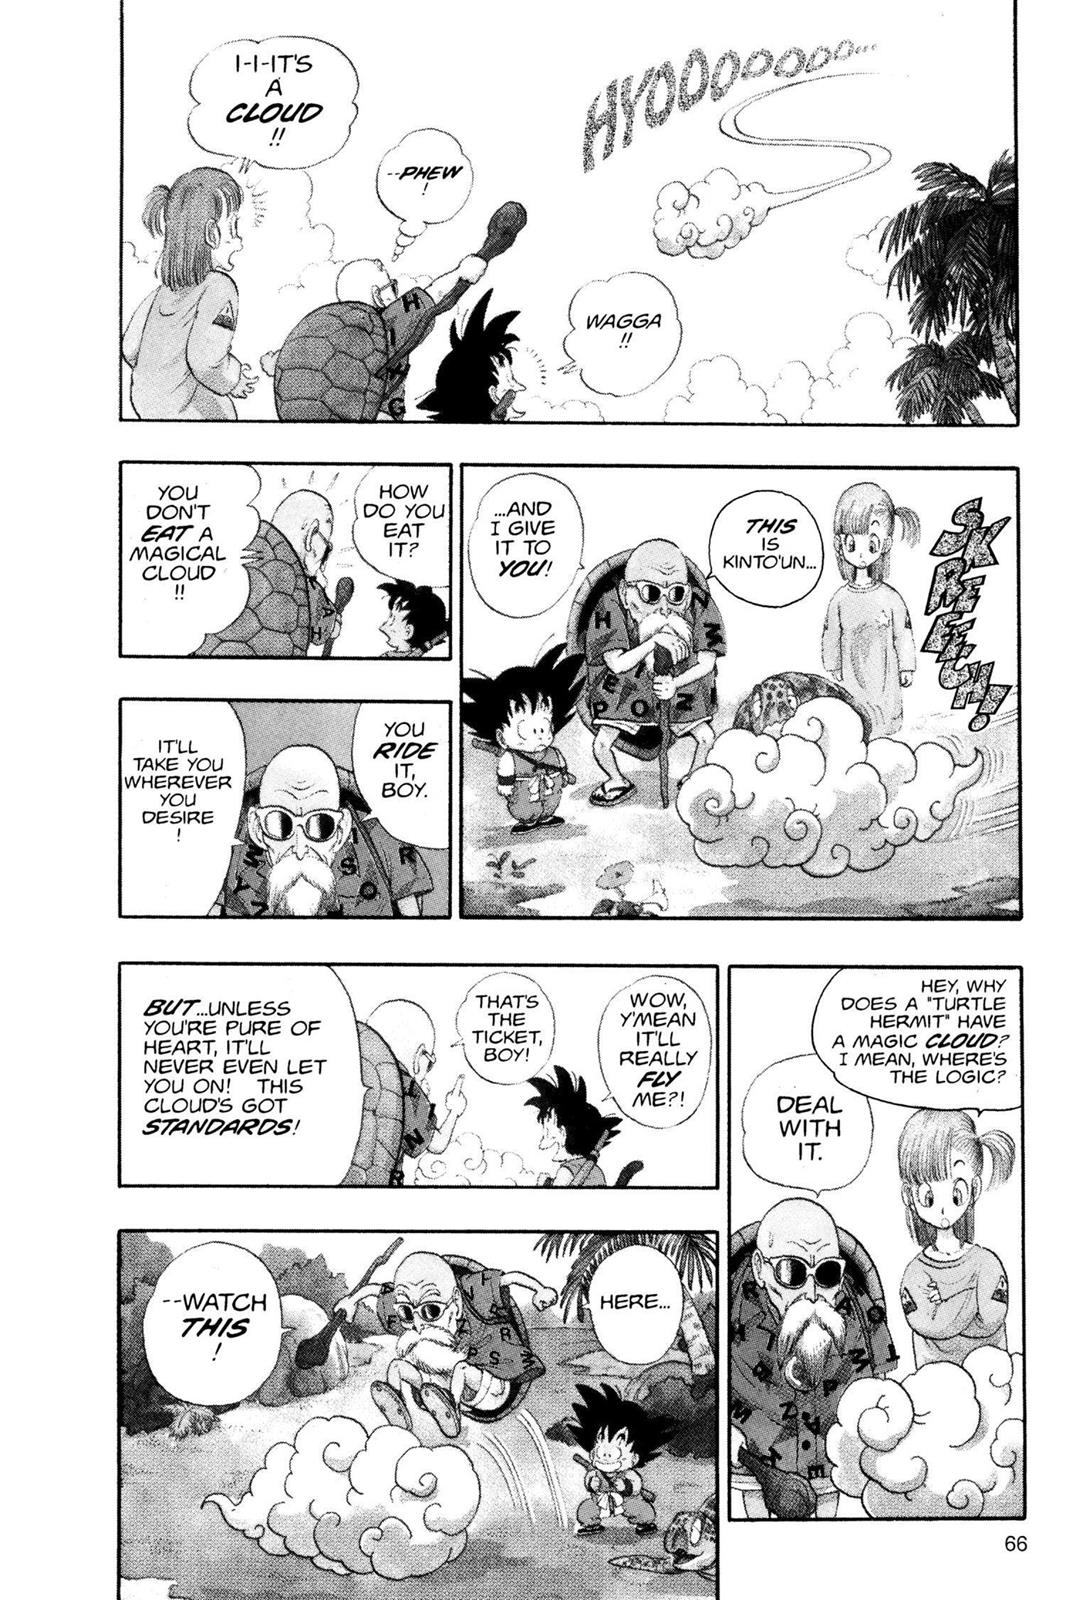 HYOOOOOOOO...
I-I-IT'S
A
CLOUD
!!
--PHEW
!
WAGGA
!!
THIS
IS
KINTO'UN...
...AND
I GIVE
IT TO
YOU!
SKREEEECH!
HOW
DO YOU
EAT
IT?
YOU
DON'T
EAT A
MAGICAL
CLOUD
!!
YOU
RIDE
IT,
BOY.
IT'LL
TAKE YOU
WHEREVER
YOU
DESIRE
!
HEY, WHY
DOES A "TURTLE
HERMIT" HAVE
A MAGIC CLOUD?
I MEAN, WHERE'S
THE LOGIC?
DEAL
WITH
IT.
WOW,
Y'MEAN
IT'LL
REALLY
FLY
ME?!
THAT'S
THE
TICKET,
BOY!
BUT...UNLESS
YOU'RE PURE OF
HEART, IT'LL
NEVER EVEN LET
YOU ON! THIS
CLOUD'S GOT
STANDARDS!
HERE...
--WATCH
THIS
!
66